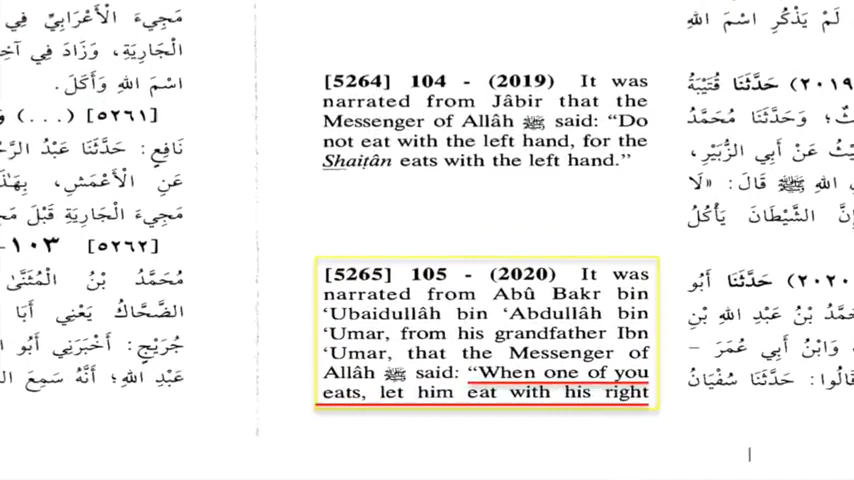 مَجِيءَ الْأَعْرَابِيِّ فِي
الْجَارِيَةِ، وَزَادَ فِي آخِ
اسْمَ اللهِ وَأَكَلَ.
[٥٢٦١] (...) وَ
نَافِعٍ: حَدَّثَنَا عَبْدُ الرَّحْ
عَنِ الْأَعْمَشِ، بِهَذَ
مَجِيءَ الْجَارِيَةِ قَبْلَ مَجِ
[٥٢٦٢] ١٠٣-
مُحَمَّدُ بْنُ الْمُثَنَّى
الضَّحَّاكُ يَعْنِي أَبَا
جُرَيْجٍ: أَخْبَرَنِي أَبُو ا
عَبْدِ اللهِ؛ أَنَّهُ سَمِعَ ال
[5264] 104 - (2019) It was
narrated from Jâbir that the
Messenger of Allâh ﷺ said: “Do
not eat with the left hand, for the
Shaiṭân eats with the left hand.”
[5265] 105 - (2020) It was
narrated from Abû Bakr bin
‘Ubaidullâh bin ‘Abdullâh bin
‘Umar, from his grandfather Ibn
‘Umar, that the Messenger of
Allâh ﷺ said: “When one of you
eats, let him eat with his right
لَمْ يَذْكُرِ اسْمَ اللهِ
٢٠١٩) حَدَّثَنَا قُتَيْبَةُ
ثٌ؛ وَحَدَّثَنَا مُحَمَّدُ
يْثُ عَنْ أَبِي الزُّبَيْرِ،
اللهِ ﷺ قَالَ: «لَا
إِنَّ الشَّيْطَانَ يَأْكُلُ
٢٠٢٠) حَدَّثَنَا أَبُو
مَّدُ بْنُ عَبْدِ اللهِ بْنِ
وَابْنُ أَبِي عُمَرَ -
قَالُوا: حَدَّثَنَا سُفْيَانُ